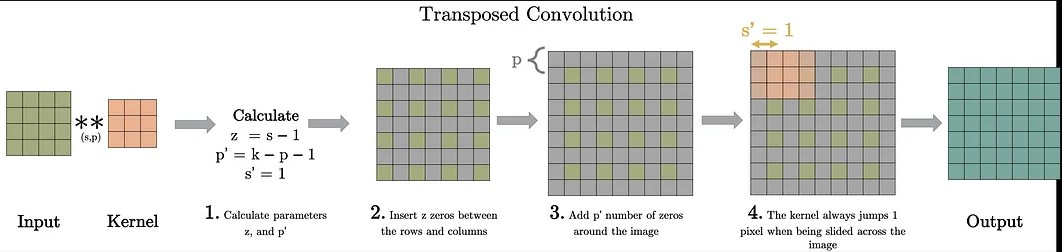 Transposed Convolution
s' = 1
p
**
(s,p)
Calculate
z = s − 1
p' = k − p − 1
s' = 1
Input
Kernel
1. Calculate parameters
z, and p'
2. Insert z zeros between
the rows and columns
3. Add p' number of zeros
around the image
4. The kernel always jumps 1
pixel when being slided across the
image
Output